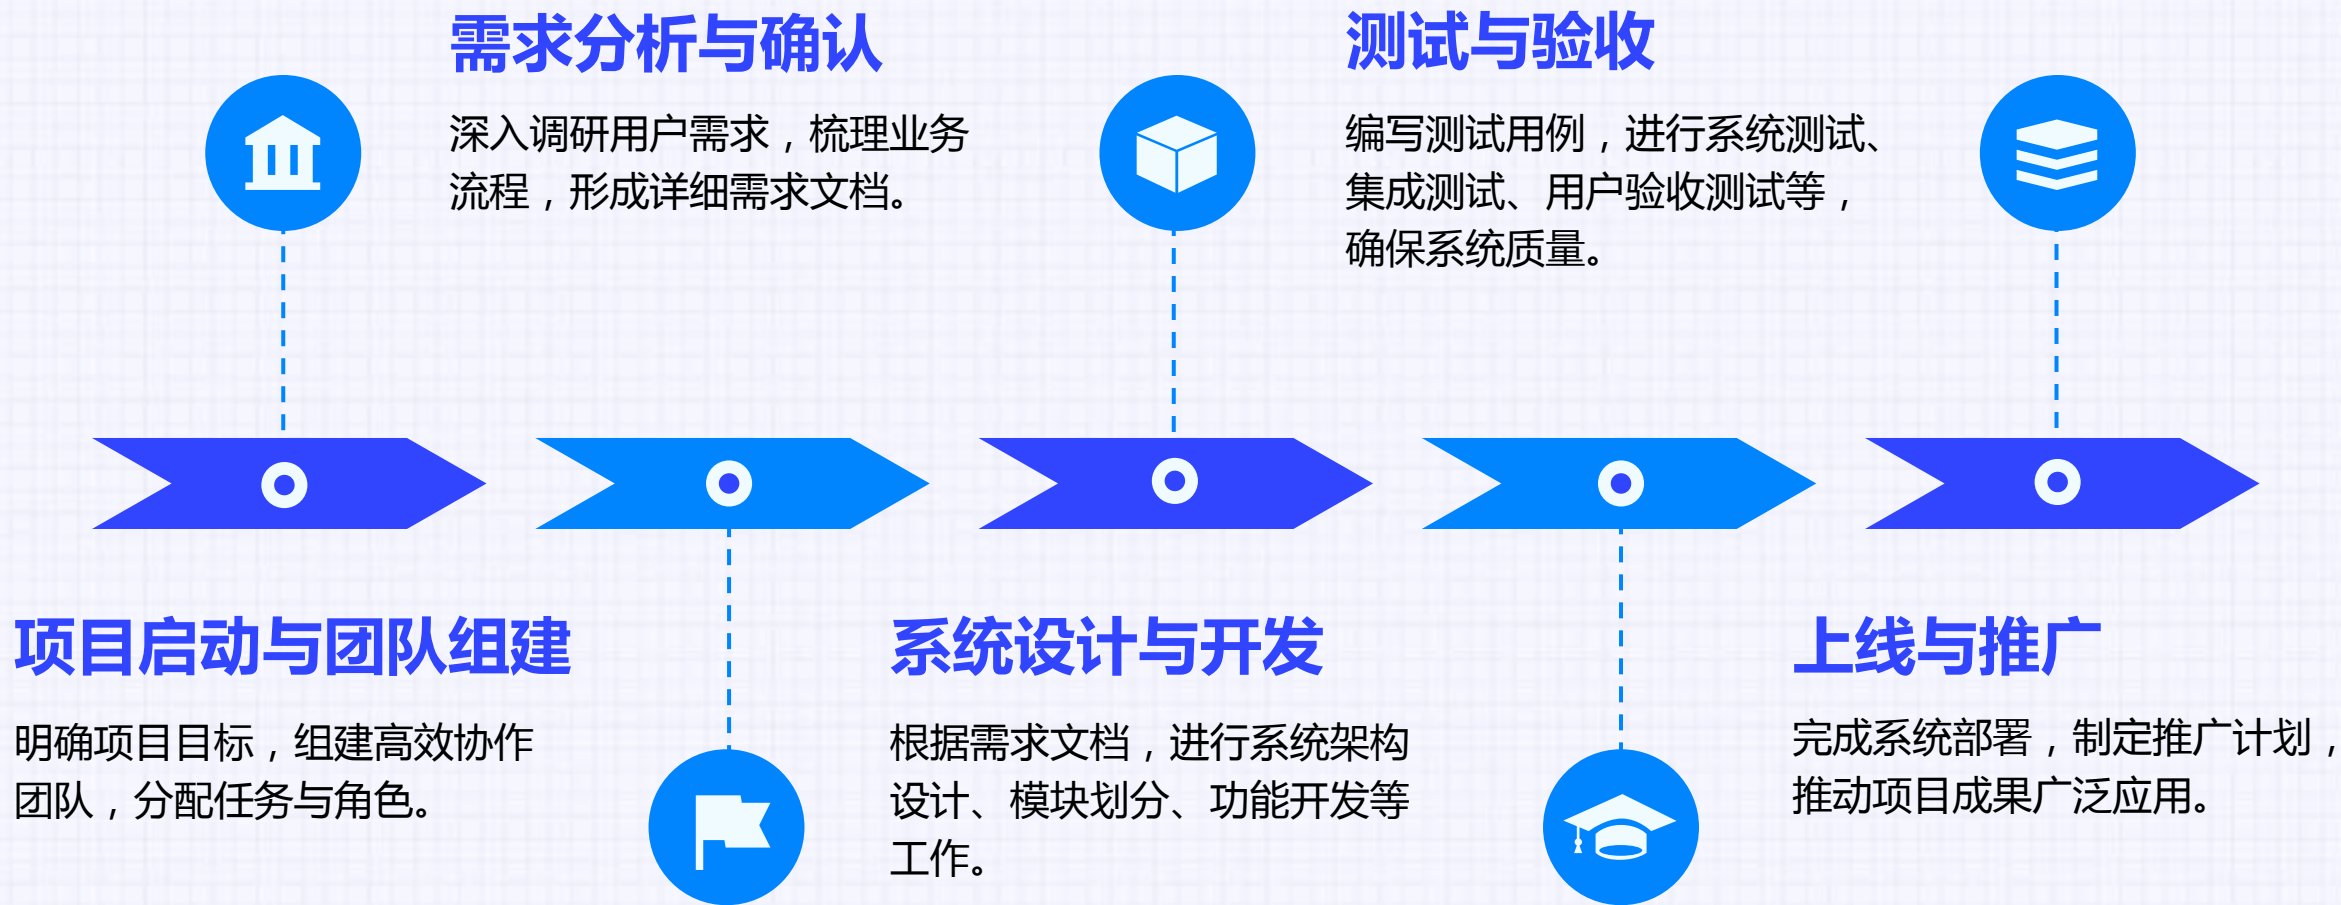 需求分析与确认
深入调研用户需求，梳理业务
流程，形成详细需求文档。
测试与验收
编写测试用例，进行系统测试、
集成测试、用户验收测试等，
确保系统质量。
项目启动与团队组建
明确项目目标，组建高效协作
团队，分配任务与角色。
系统设计与开发
根据需求文档，进行系统架构
设计、模块划分、功能开发等
工作。
上线与推广
完成系统部署，制定推广计划，
推动项目成果广泛应用。